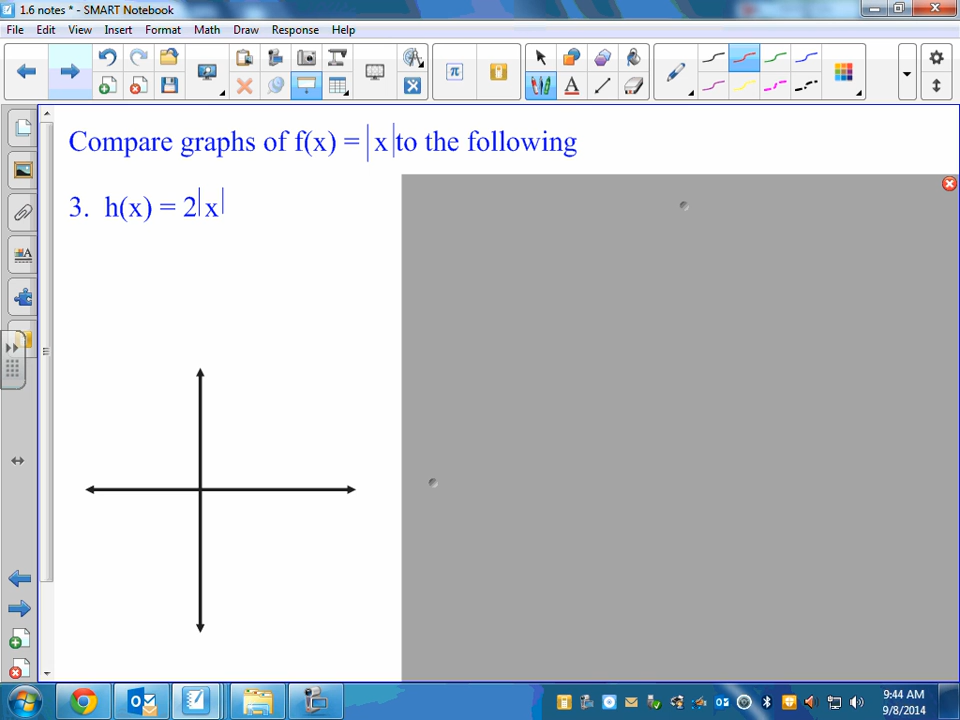 1.6 notes * - SMART Notebook
File Edit View Insert Format Math Draw Response Help
π
A
Compare graphs of f(x) = |x| to the following
3. h(x) = 2|x|
9:44 AM
9/8/2014